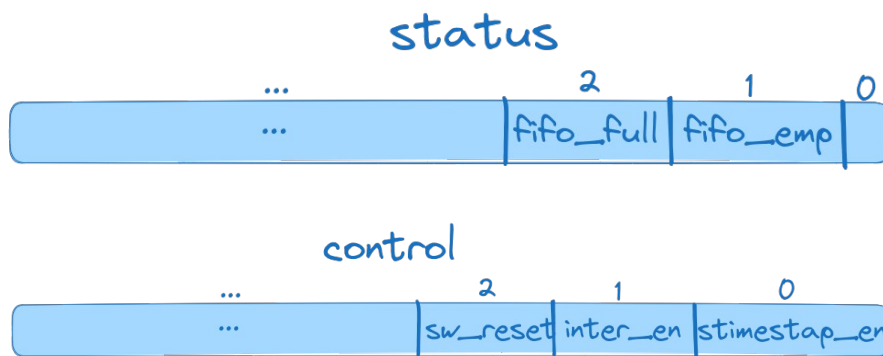 status
... 2 1 0
... fifo_full fifo_emp
control
... 2 1 0
... sw_reset inter_en stimestap_en